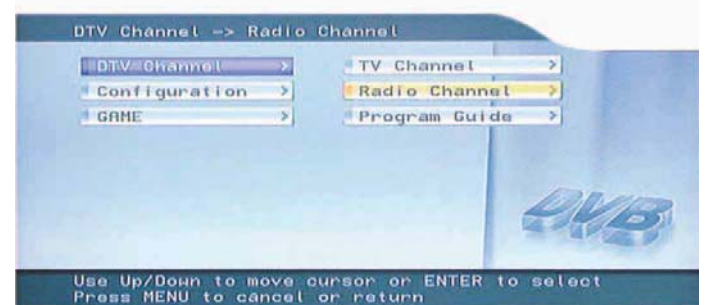 DTV Channel -> Radio Channel
DTV Channel >
TV Channel >
Configuration >
Radio Channel >
GAME >
Program Guide >
DVB
Use Up/Down to move cursor or ENTER to select
Press MENU to cancel or return